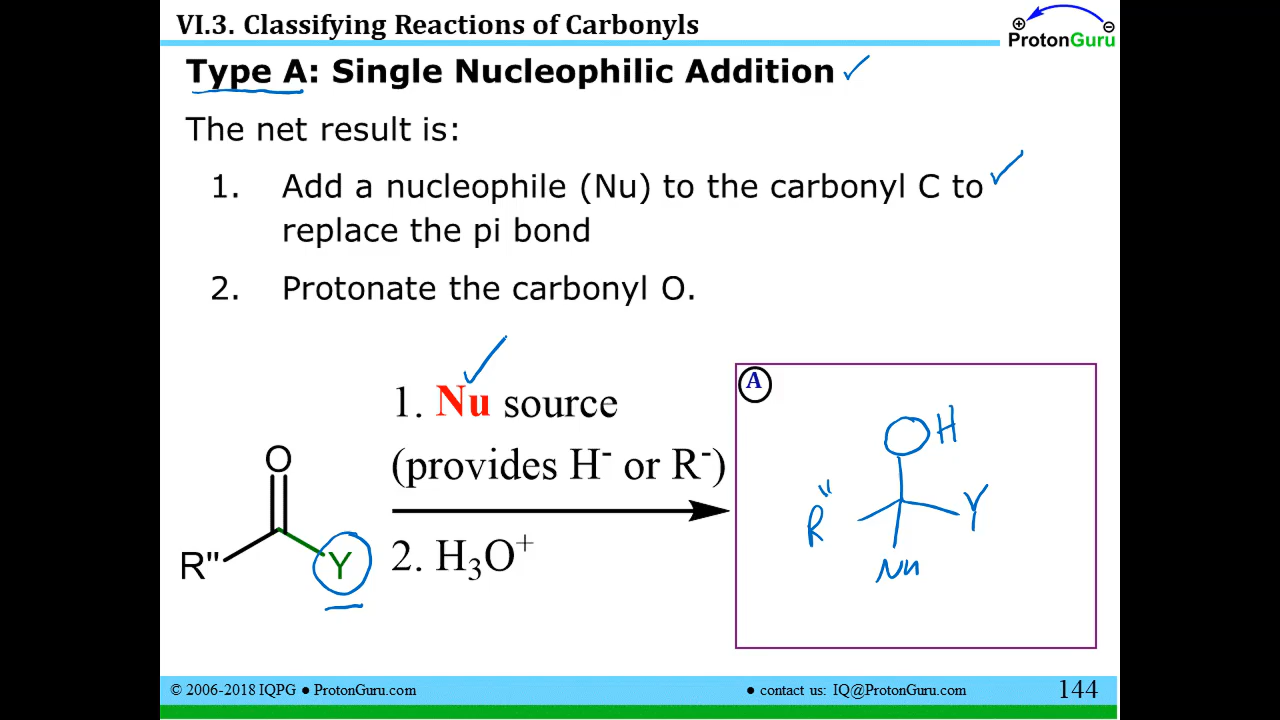 VI.3. Classifying Reactions of Carbonyls
ProtonGuru
Type A: Single Nucleophilic Addition
The net result is:
1. Add a nucleophile (Nu) to the carbonyl C to
replace the pi bond
2. Protonate the carbonyl O.
1. Nu source
(provides H⁻ or R⁻)
2. H₃O⁺
O
R"
Y
A
OH
R"
Y
Nu
© 2006-2018 IQPG ● ProtonGuru.com
● contact us: IQ@ProtonGuru.com
144